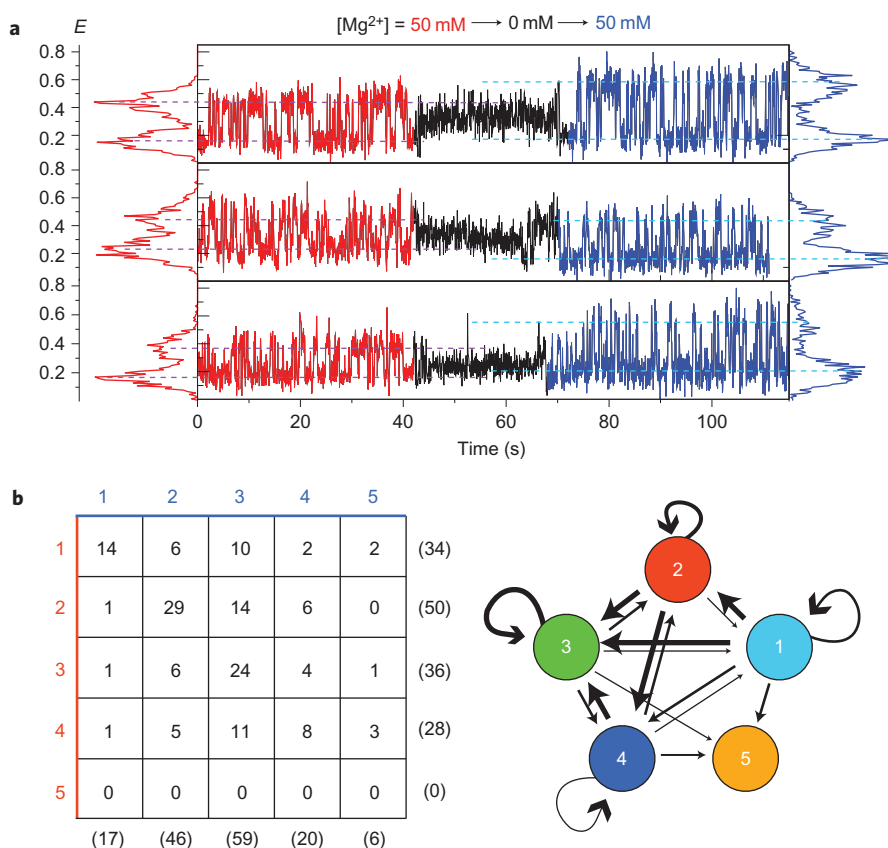 a
E
[Mg²⁺] = 50 mM → 0 mM → 50 mM
0.8
0.6
0.4
0.2
0.8
0.6
0.4
0.2
0.8
0.6
0.4
0.2
0 20 40 60 80 100
Time (s)
b
1 2 3 4 5
1 14 6 10 2 2 (34)
2 1 29 14 6 0 (50)
3 1 6 24 4 1 (36)
4 1 5 11 8 3 (28)
5 0 0 0 0 0 (0)
(17) (46) (59) (20) (6)
2
3 1
4 5